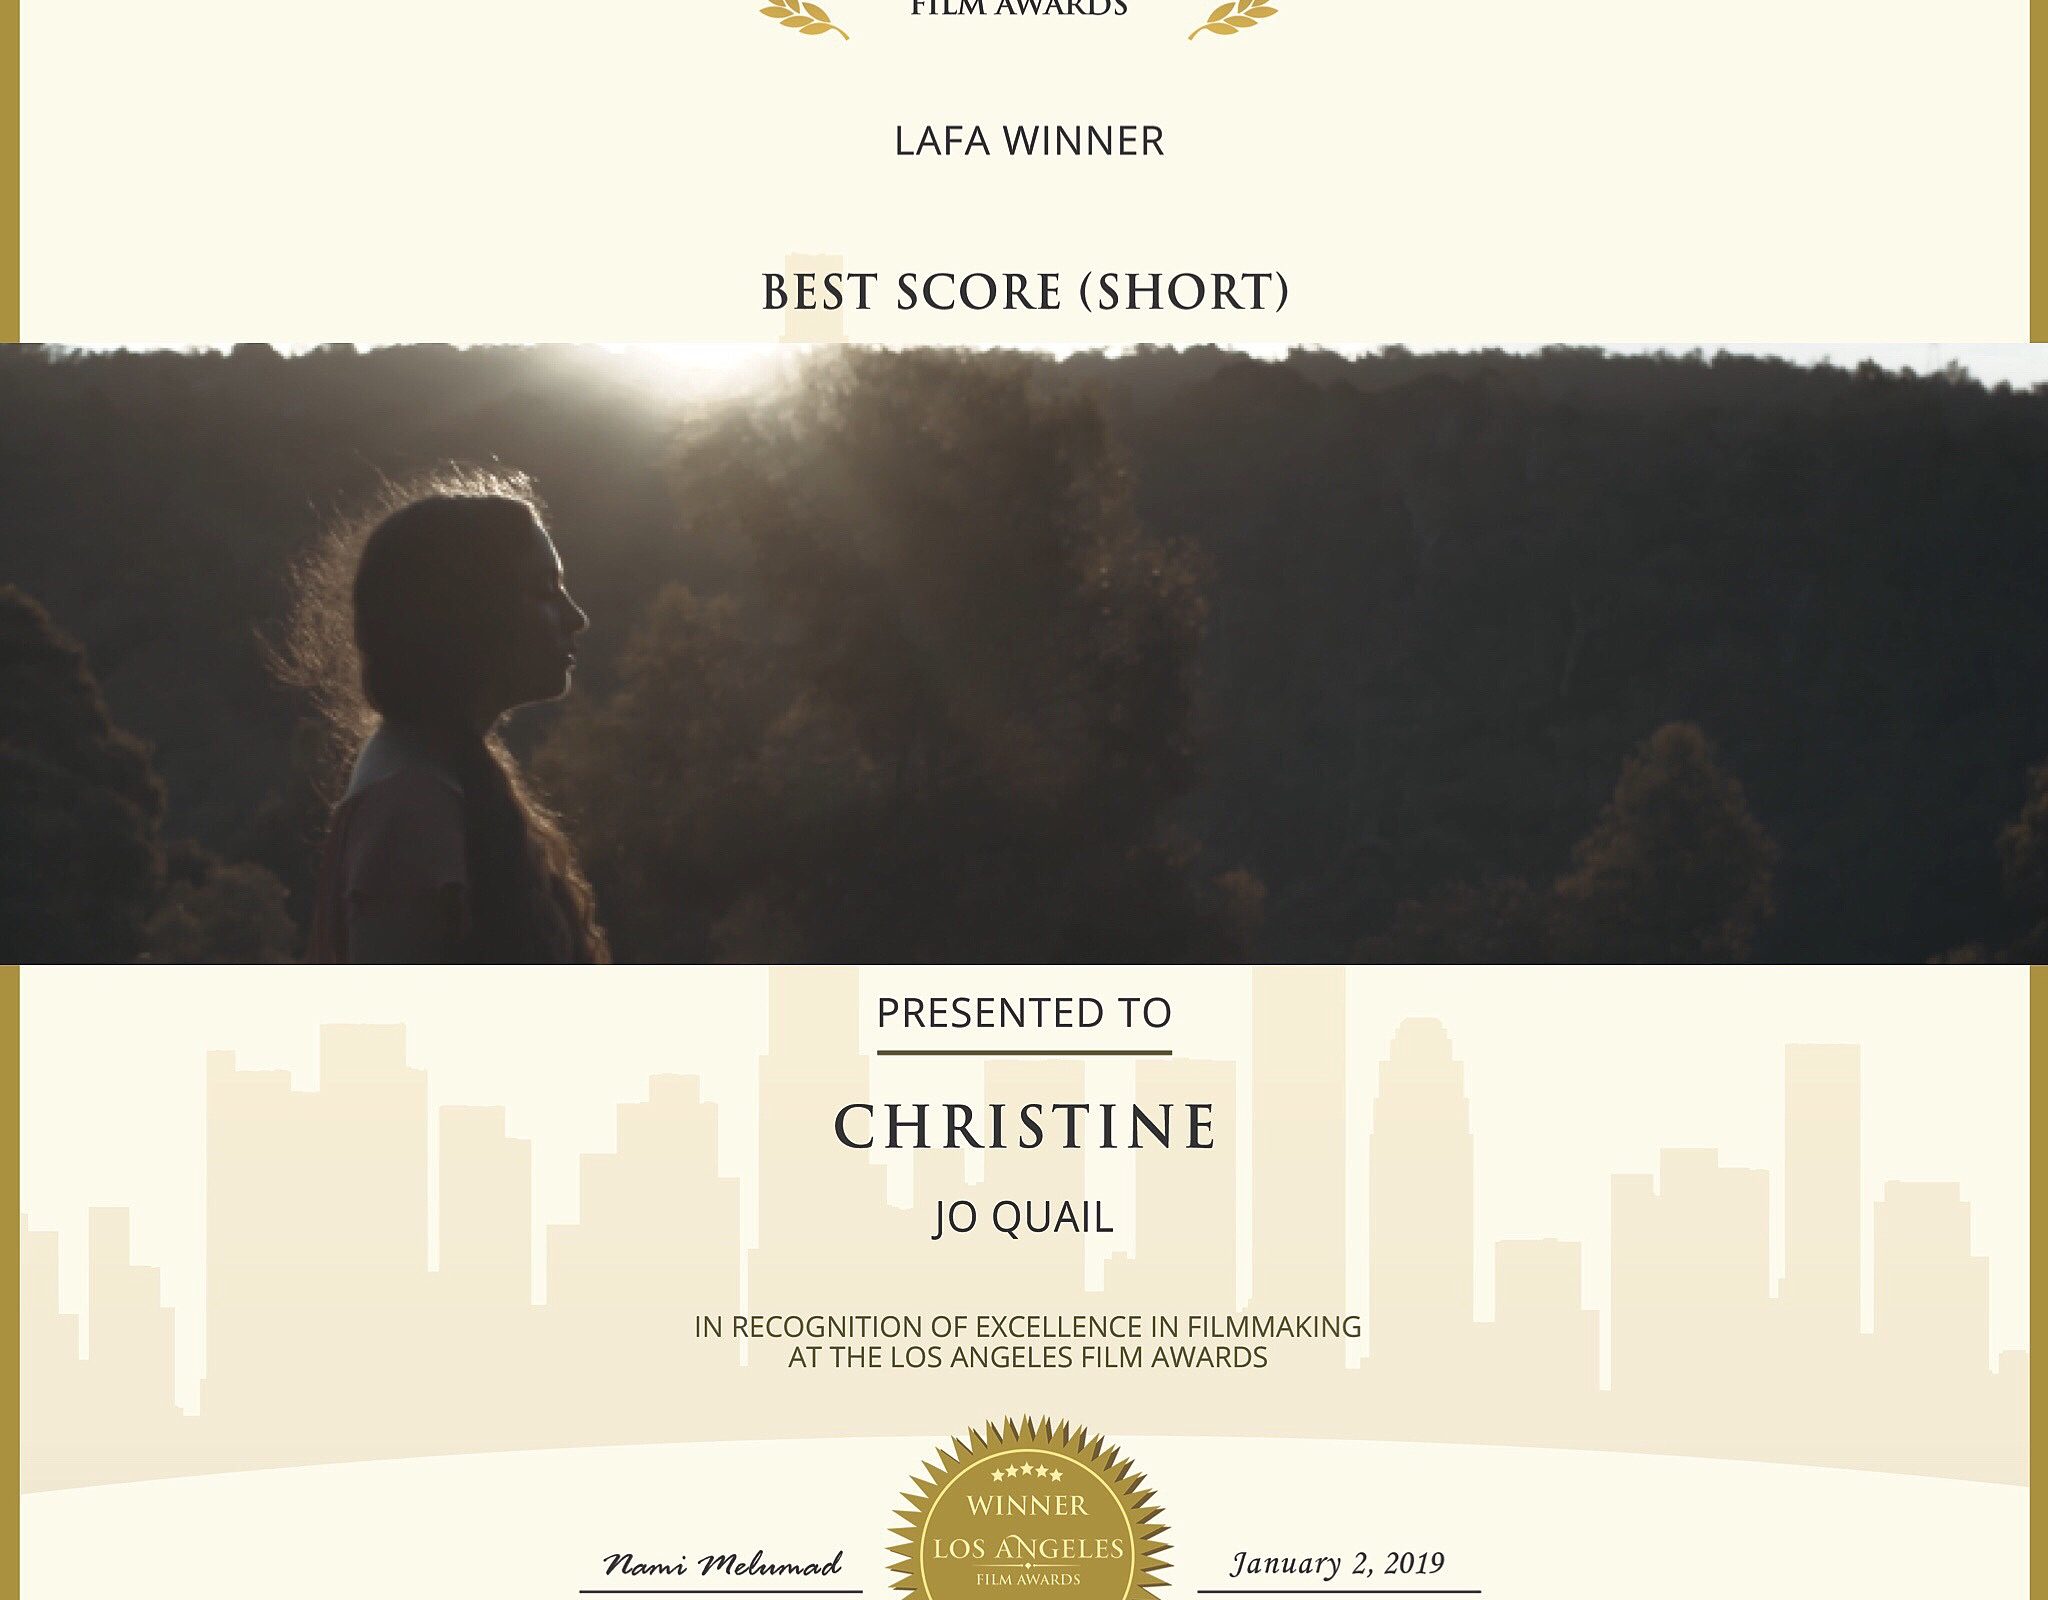 FILM AWARDS
LAFA WINNER
BEST SCORE (SHORT)
PRESENTED TO
CHRISTINE
JO QUAIL
IN RECOGNITION OF EXCELLENCE IN FILMMAKING
AT THE LOS ANGELES FILM AWARDS
WINNER
LOS ANGELES
FILM AWARDS
Nami Melumad
January 2, 2019